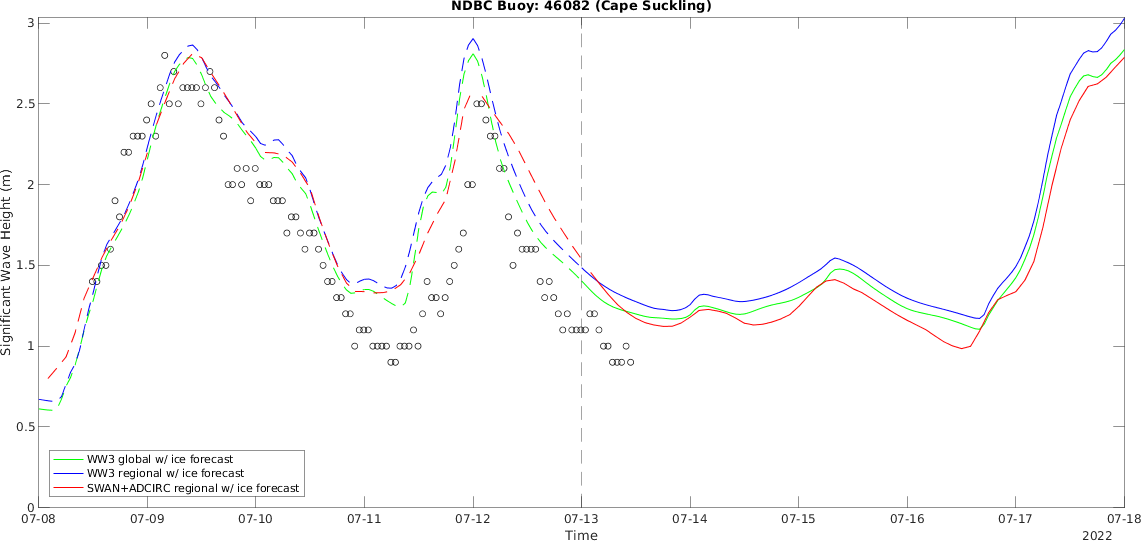 NDBC Buoy: 46082 (Cape Suckling)
Significant Wave Height (m)
3
2.5
2
1.5
1
0.5
0
WW3 global w/ ice forecast
WW3 regional w/ ice forecast
SWAN+ADCIRC regional w/ ice forecast
07-08 07-09 07-10 07-11 07-12 07-13 07-14 07-15 07-16 07-17 07-18
Time
2022